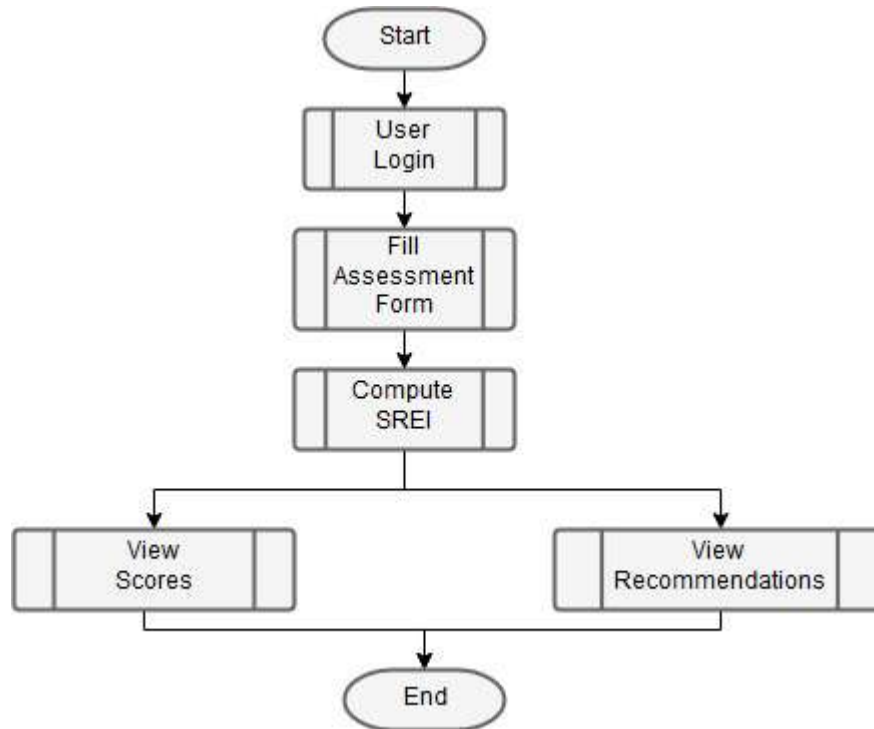 Start
User
Login
Fill
Assessment
Form
Compute
SREI
View
Scores
View
Recommendations
End